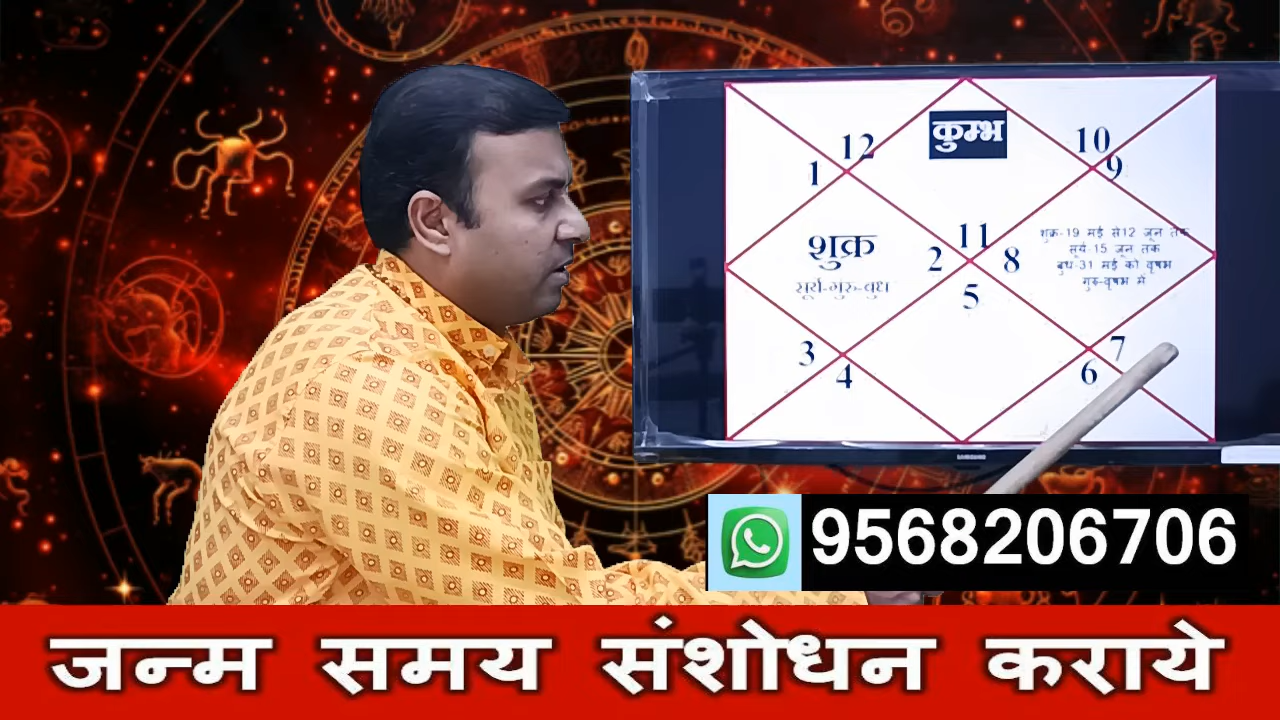 कुम्भ
12
10
1
9
शुक्र
सूर्य-गुरु-बुध
11
2
8
5
शुक्र-19 मई से12 जून तक
सूर्य-15 जून तक
बुध-31 मई को वृषभ
गुरु-वृषभ में
3
4
7
6
SAMSUNG
9568206706
जन्म समय संशोधन कराये